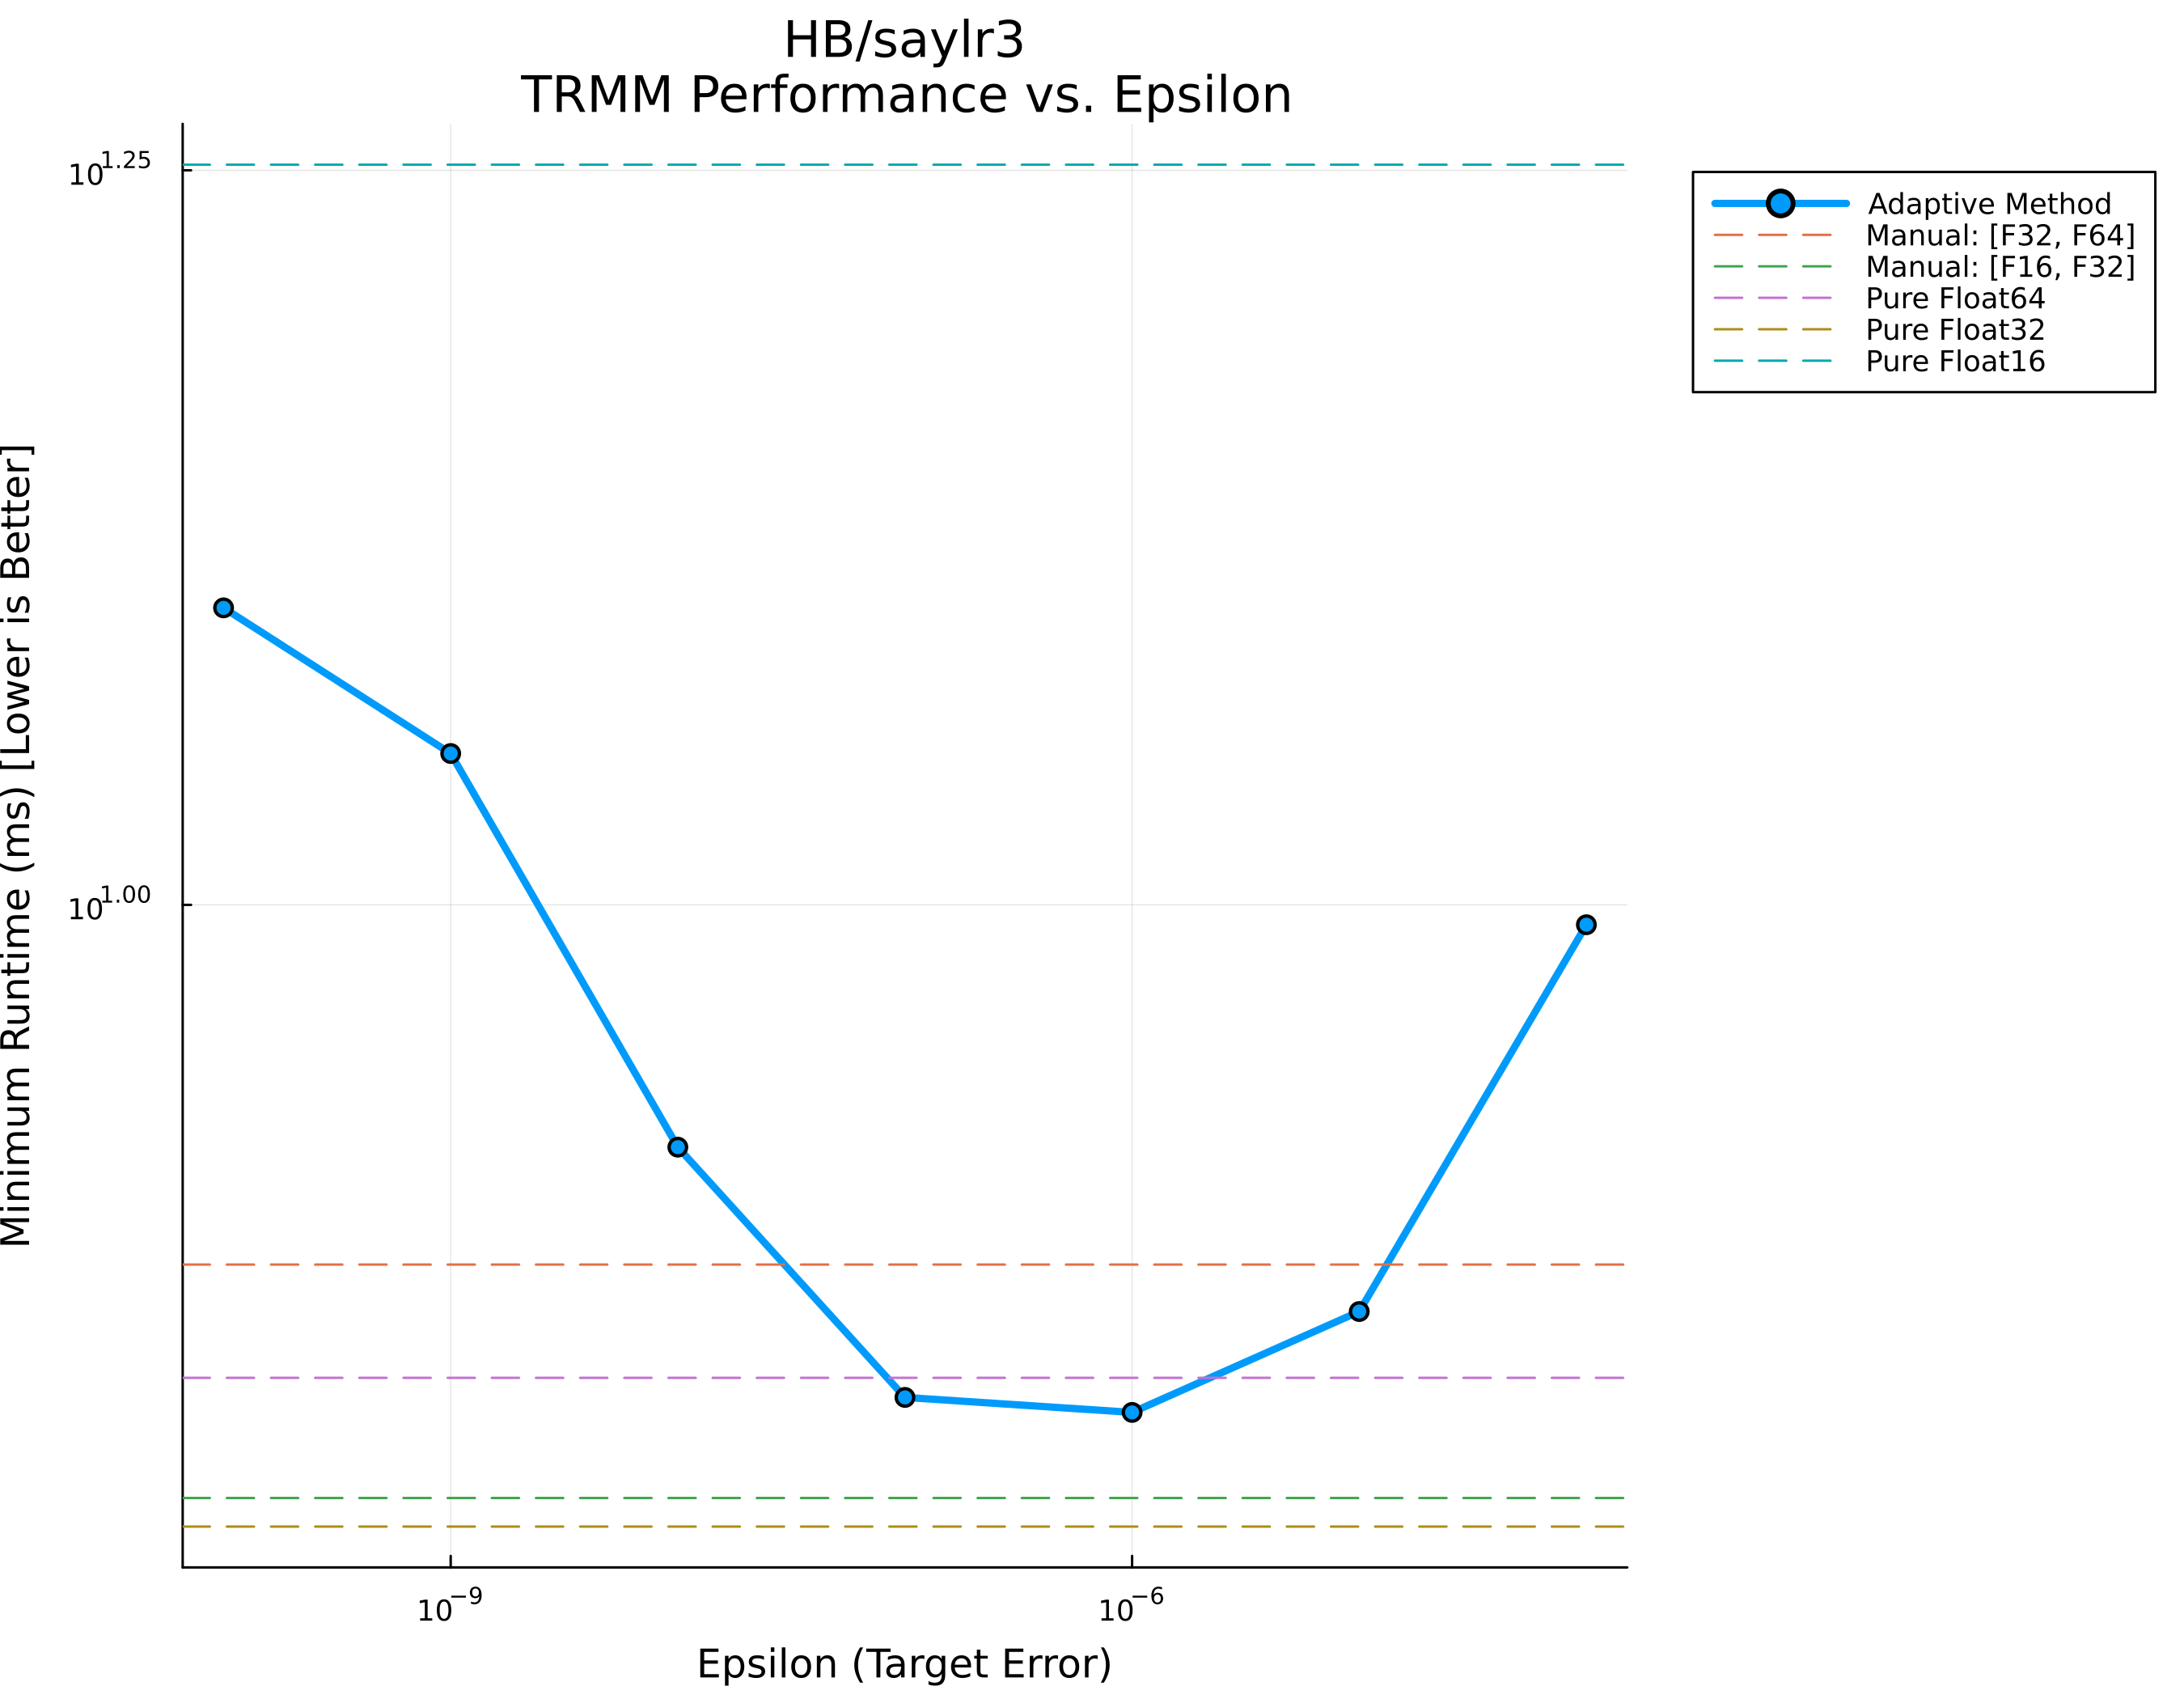 HB/saylr3
TRMM Performance vs. Epsilon
Minimum Runtime (ms) [Lower is Better]
10^1.25
10^1.00
10^−9
10^−6
Epsilon (Target Error)
Adaptive Method
Manual: [F32, F64]
Manual: [F16, F32]
Pure Float64
Pure Float32
Pure Float16